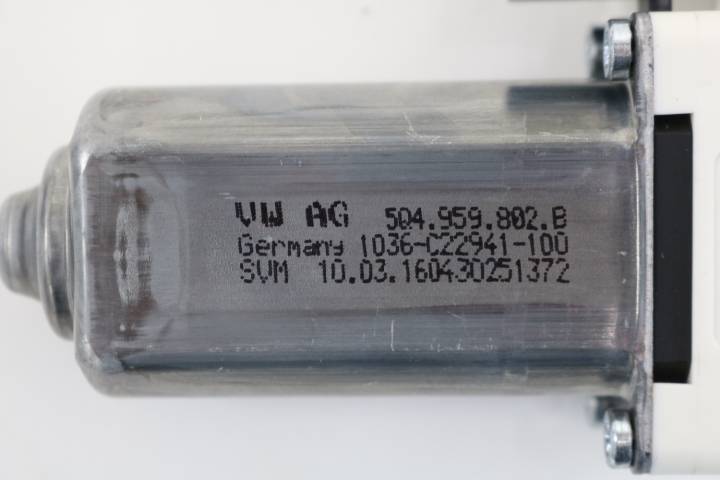 VW AG 5Q4.959.802.B
Germany 1036-C22941-100
SVM 10.03.160430251372